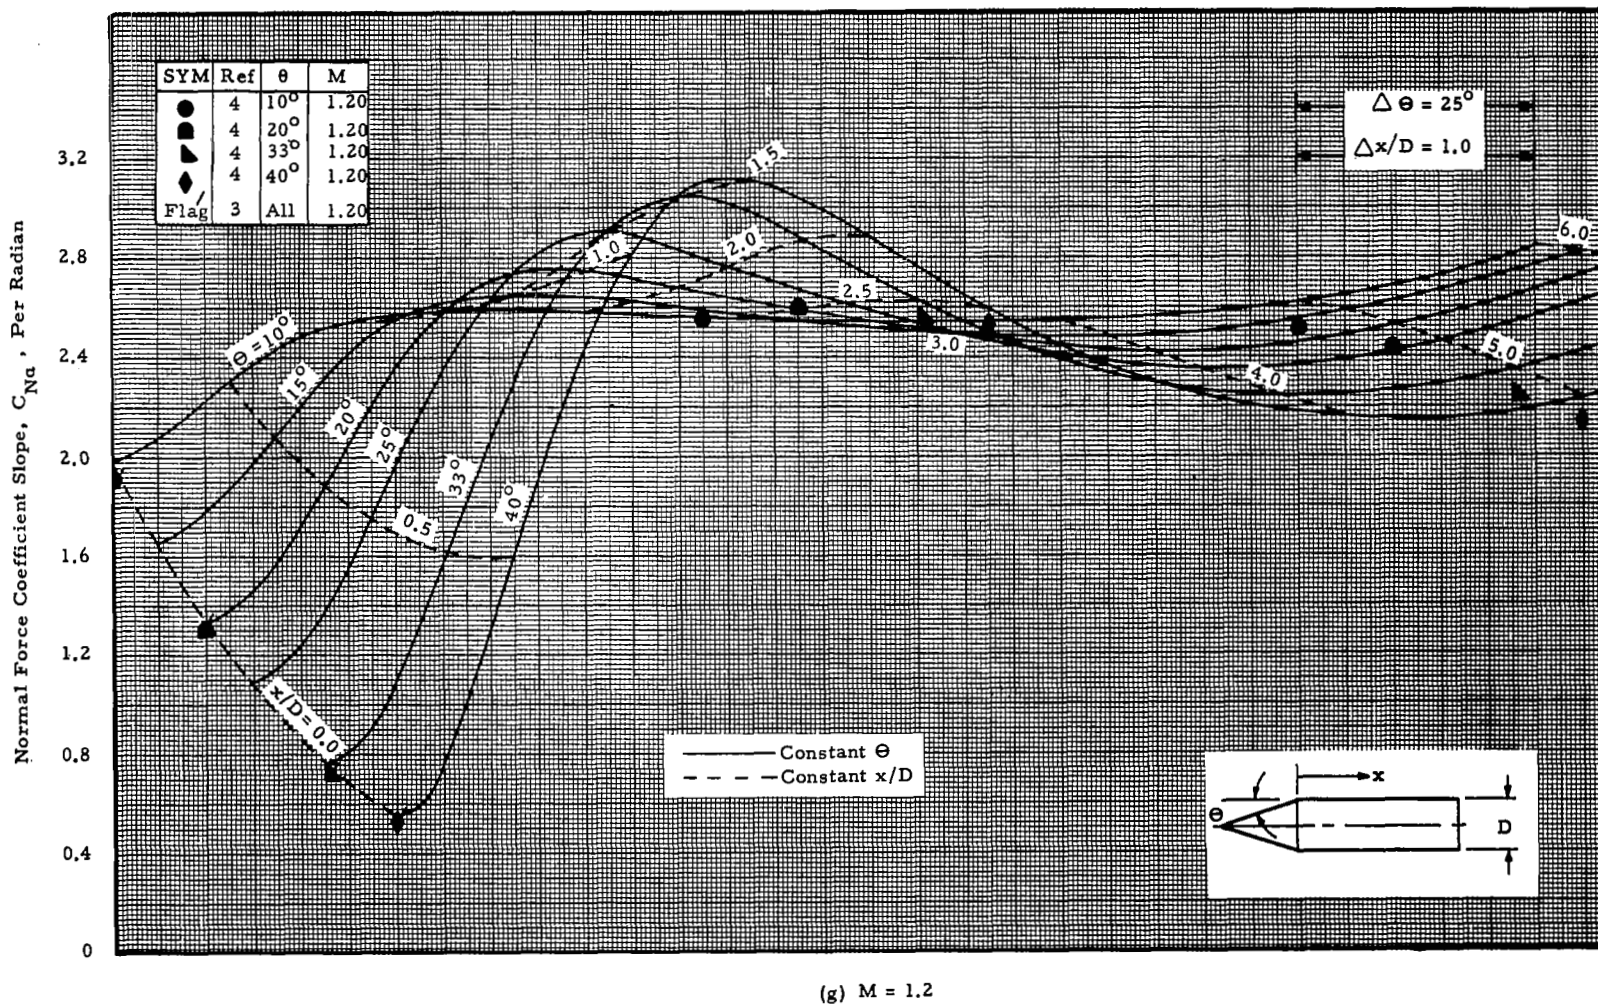 SYM Ref θ M
4 10° 1.20
4 20° 1.20
4 33° 1.20
4 40° 1.20
Flag 3 All 1.20
△ Θ = 25°
△x/D = 1.0
3.2
2.8
2.4
2.0
1.6
1.2
0.8
0.4
0
Normal Force Coefficient Slope, C_Nα, Per Radian
1.5
1.0
2.0
2.5
3.0
4.0
5.0
6.0
Θ=10°
15°
20°
25°
33°
40°
0.5
x/D=0.0
Constant Θ
Constant x/D
x
Θ
D
(g) M = 1.2